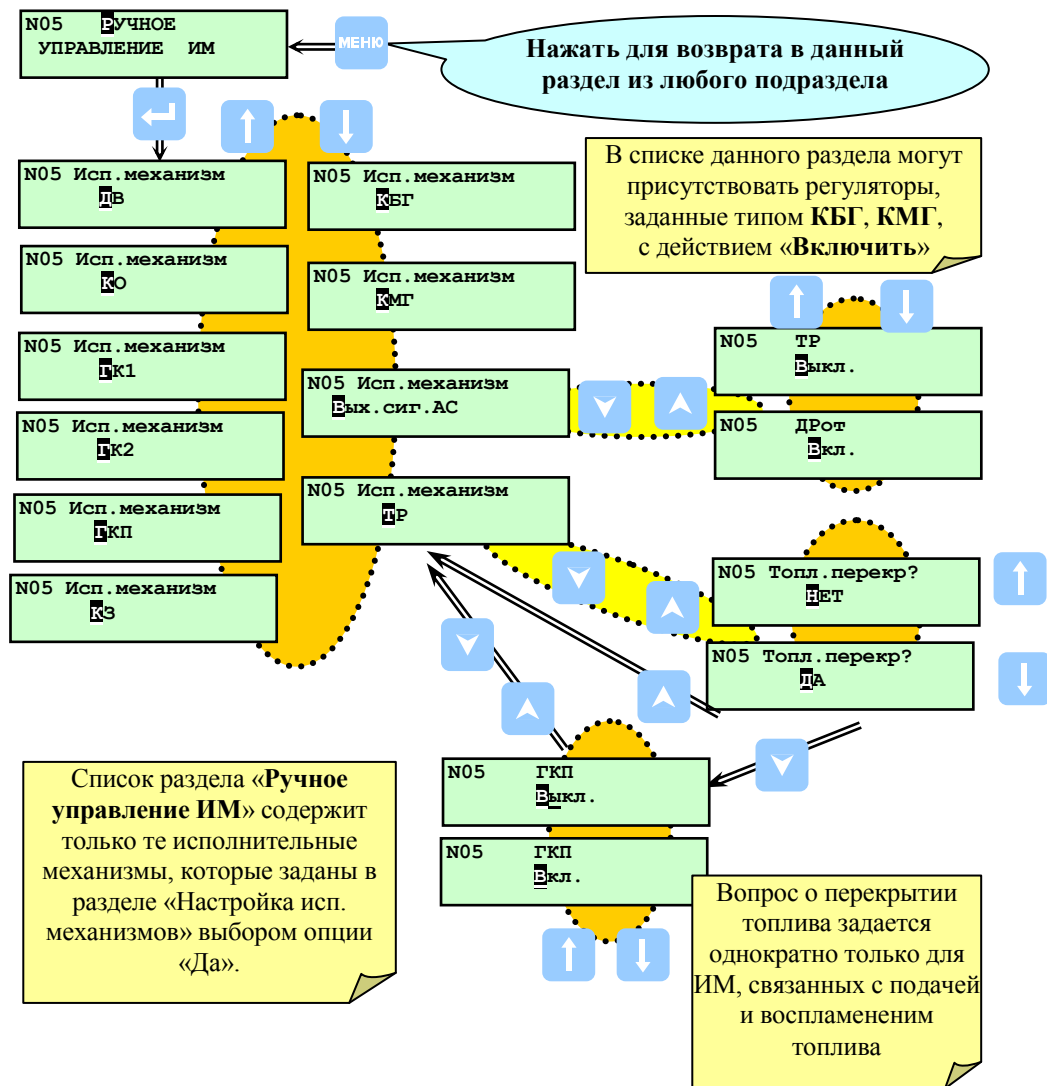 N05 РУЧНОЕ
УПРАВЛЕНИЕ ИМ
МЕНЮ
Нажать для возврата в данный
раздел из любого подраздела
N05 Исп.механизм
ДВ
N05 Исп.механизм
КО
N05 Исп.механизм
ГК1
N05 Исп.механизм
ГК2
N05 Исп.механизм
ГКП
N05 Исп.механизм
КЗ
N05 Исп.механизм
КБГ
N05 Исп.механизм
КМГ
N05 Исп.механизм
Вых.сиг.АС
N05 Исп.механизм
ТР
В списке данного раздела могут
присутствовать регуляторы,
заданные типом КБГ, КМГ,
с действием «Включить»
N05 ТР
Выкл.
N05 ДРот
Вкл.
N05 Топл.перекр?
НЕТ
N05 Топл.перекр?
ДА
N05 ГКП
Выкл.
N05 ГКП
Вкл.
Список раздела «Ручное
управление ИМ» содержит
только те исполнительные
механизмы, которые заданы в
разделе «Настройка исп.
механизмов» выбором опции
«Да».
Вопрос о перекрытии
топлива задается
однократно только для
ИМ, связанных с подачей
и воспламененим
топлива